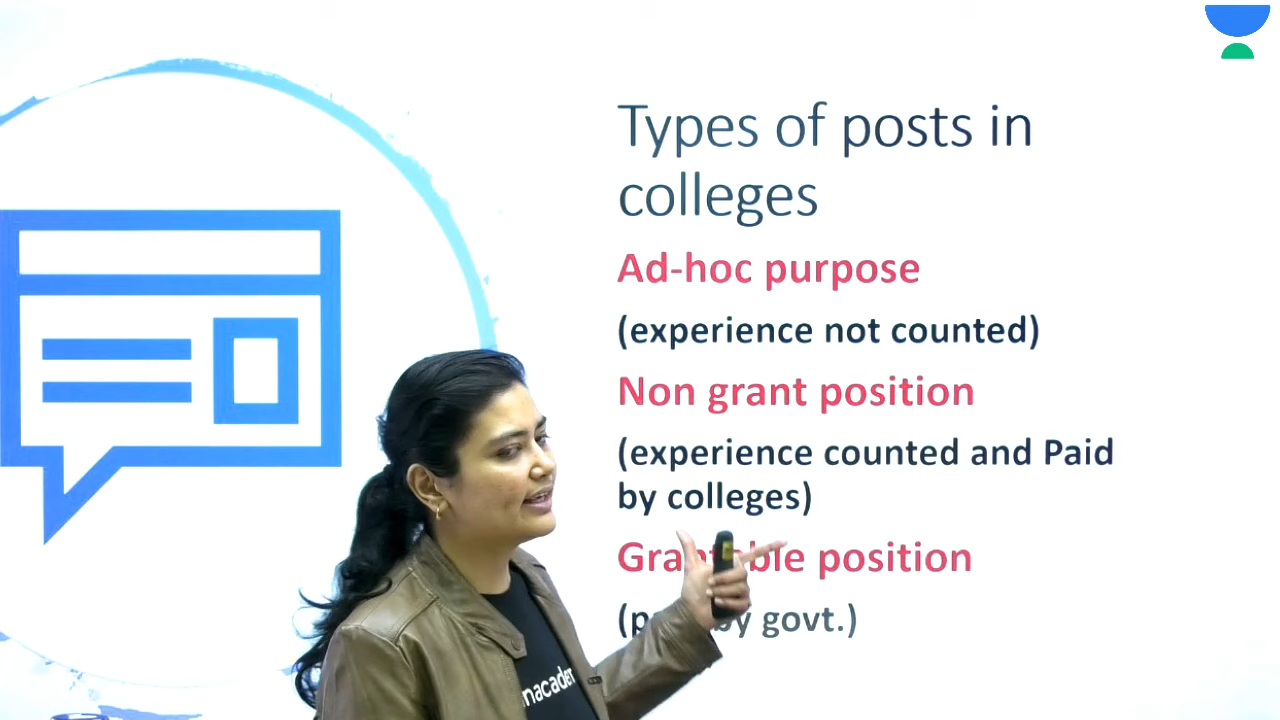 Types of posts in
colleges
Ad-hoc purpose
(experience not counted)
Non grant position
(experience counted and Paid
by colleges)
position
by govt.)